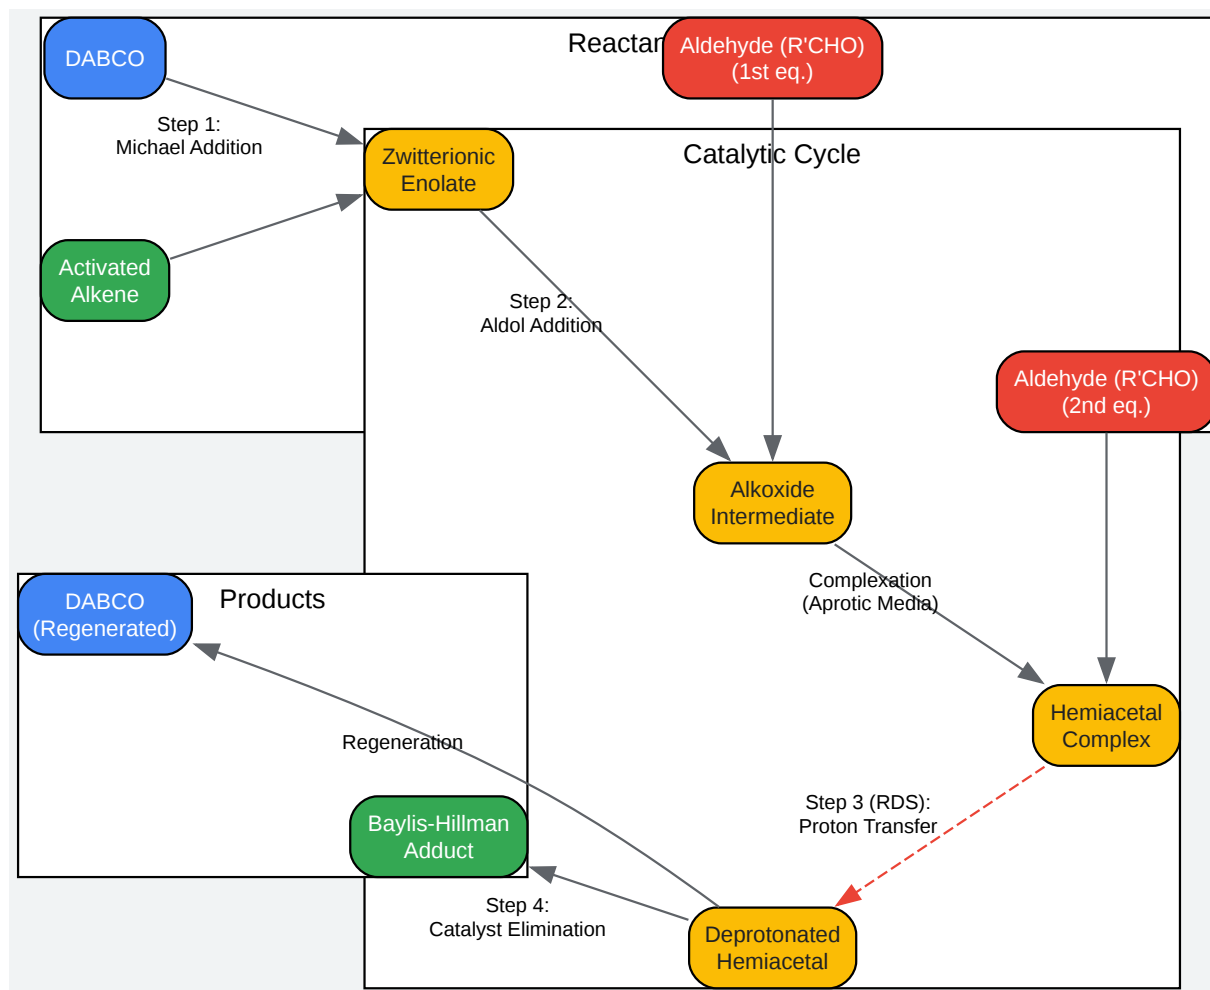 DABCO
Reactan
Aldehyde (R'CHO)
(1st eq.)
Step 1:
Michael Addition
Catalytic Cycle
Zwitterionic
Enolate
Activated
Alkene
Step 2:
Aldol Addition
Aldehyde (R'CHO)
(2nd eq.)
Alkoxide
Intermediate
Complexation
(Aprotic Media)
Products
DABCO
(Regenerated)
Hemiacetal
Complex
Regeneration
Step 3 (RDS):
Proton Transfer
Baylis-Hillman
Adduct
Step 4:
Catalyst Elimination
Deprotonated
Hemiacetal